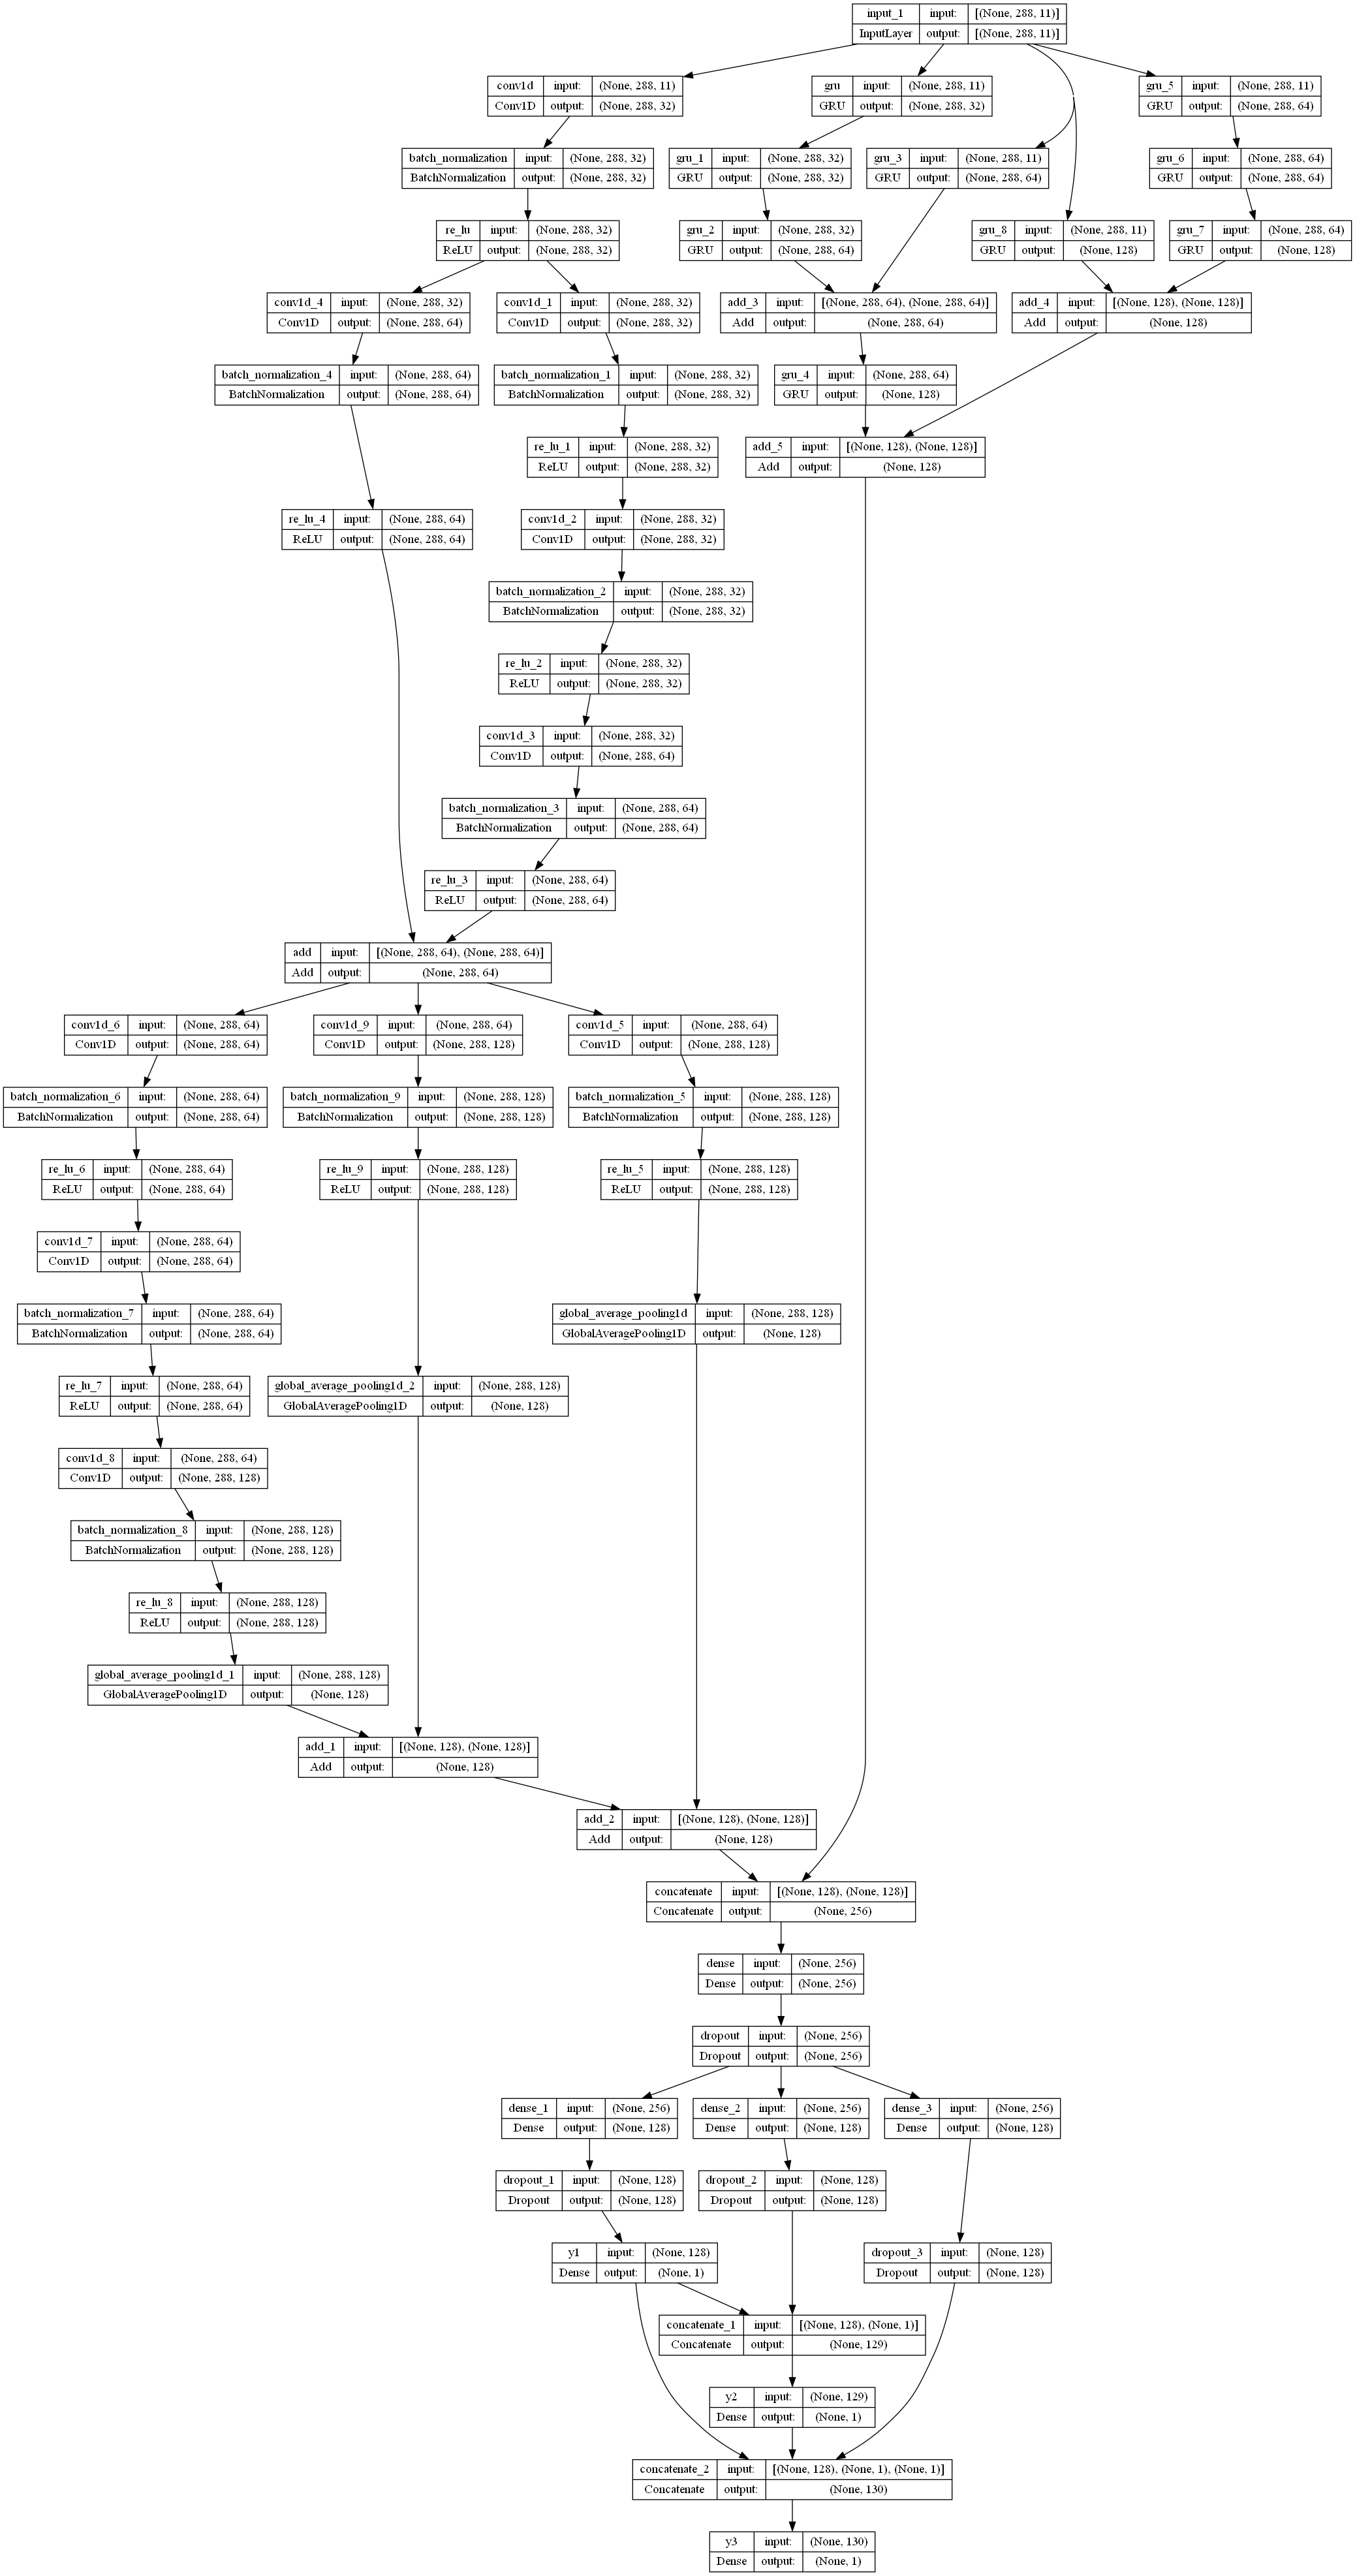 input_1 input: [(None, 288, 11)]
InputLayer output: [(None, 288, 11)]
conv1d input: (None, 288, 11)
Conv1D output: (None, 288, 32)
gru input: (None, 288, 11)
GRU output: (None, 288, 32)
gru_5 input: (None, 288, 11)
GRU output: (None, 288, 64)
batch_normalization input: (None, 288, 32)
BatchNormalization output: (None, 288, 32)
gru_1 input: (None, 288, 32)
GRU output: (None, 288, 32)
gru_3 input: (None, 288, 11)
GRU output: (None, 288, 64)
gru_6 input: (None, 288, 64)
GRU output: (None, 288, 64)
re_lu input: (None, 288, 32)
ReLU output: (None, 288, 32)
gru_2 input: (None, 288, 32)
GRU output: (None, 288, 64)
gru_8 input: (None, 288, 11)
GRU output: (None, 128)
gru_7 input: (None, 288, 64)
GRU output: (None, 128)
conv1d_4 input: (None, 288, 32)
Conv1D output: (None, 288, 64)
conv1d_1 input: (None, 288, 32)
Conv1D output: (None, 288, 32)
add_3 input: [(None, 288, 64), (None, 288, 64)]
Add output: (None, 288, 64)
add_4 input: [(None, 128), (None, 128)]
Add output: (None, 128)
batch_normalization_4 input: (None, 288, 64)
BatchNormalization output: (None, 288, 64)
batch_normalization_1 input: (None, 288, 32)
BatchNormalization output: (None, 288, 32)
gru_4 input: (None, 288, 64)
GRU output: (None, 128)
re_lu_1 input: (None, 288, 32)
ReLU output: (None, 288, 32)
add_5 input: [(None, 128), (None, 128)]
Add output: (None, 128)
re_lu_4 input: (None, 288, 64)
ReLU output: (None, 288, 64)
conv1d_2 input: (None, 288, 32)
Conv1D output: (None, 288, 32)
batch_normalization_2 input: (None, 288, 32)
BatchNormalization output: (None, 288, 32)
re_lu_2 input: (None, 288, 32)
ReLU output: (None, 288, 32)
conv1d_3 input: (None, 288, 32)
Conv1D output: (None, 288, 64)
batch_normalization_3 input: (None, 288, 64)
BatchNormalization output: (None, 288, 64)
re_lu_3 input: (None, 288, 64)
ReLU output: (None, 288, 64)
add input: [(None, 288, 64), (None, 288, 64)]
Add output: (None, 288, 64)
conv1d_6 input: (None, 288, 64)
Conv1D output: (None, 288, 64)
conv1d_9 input: (None, 288, 64)
Conv1D output: (None, 288, 128)
conv1d_5 input: (None, 288, 64)
Conv1D output: (None, 288, 128)
batch_normalization_6 input: (None, 288, 64)
BatchNormalization output: (None, 288, 64)
batch_normalization_9 input: (None, 288, 128)
BatchNormalization output: (None, 288, 128)
batch_normalization_5 input: (None, 288, 128)
BatchNormalization output: (None, 288, 128)
re_lu_6 input: (None, 288, 64)
ReLU output: (None, 288, 64)
re_lu_9 input: (None, 288, 128)
ReLU output: (None, 288, 128)
re_lu_5 input: (None, 288, 128)
ReLU output: (None, 288, 128)
conv1d_7 input: (None, 288, 64)
Conv1D output: (None, 288, 64)
batch_normalization_7 input: (None, 288, 64)
BatchNormalization output: (None, 288, 64)
global_average_pooling1d input: (None, 288, 128)
GlobalAveragePooling1D output: (None, 128)
re_lu_7 input: (None, 288, 64)
ReLU output: (None, 288, 64)
global_average_pooling1d_2 input: (None, 288, 128)
GlobalAveragePooling1D output: (None, 128)
conv1d_8 input: (None, 288, 64)
Conv1D output: (None, 288, 128)
batch_normalization_8 input: (None, 288, 128)
BatchNormalization output: (None, 288, 128)
re_lu_8 input: (None, 288, 128)
ReLU output: (None, 288, 128)
global_average_pooling1d_1 input: (None, 288, 128)
GlobalAveragePooling1D output: (None, 128)
add_1 input: [(None, 128), (None, 128)]
Add output: (None, 128)
add_2 input: [(None, 128), (None, 128)]
Add output: (None, 128)
concatenate input: [(None, 128), (None, 128)]
Concatenate output: (None, 256)
dense input: (None, 256)
Dense output: (None, 256)
dropout input: (None, 256)
Dropout output: (None, 256)
dense_1 input: (None, 256)
Dense output: (None, 128)
dense_2 input: (None, 256)
Dense output: (None, 128)
dense_3 input: (None, 256)
Dense output: (None, 128)
dropout_1 input: (None, 128)
Dropout output: (None, 128)
dropout_2 input: (None, 128)
Dropout output: (None, 128)
y1 input: (None, 128)
Dense output: (None, 1)
dropout_3 input: (None, 128)
Dropout output: (None, 128)
concatenate_1 input: [(None, 128), (None, 1)]
Concatenate output: (None, 129)
y2 input: (None, 129)
Dense output: (None, 1)
concatenate_2 input: [(None, 128), (None, 1), (None, 1)]
Concatenate output: (None, 130)
y3 input: (None, 130)
Dense output: (None, 1)